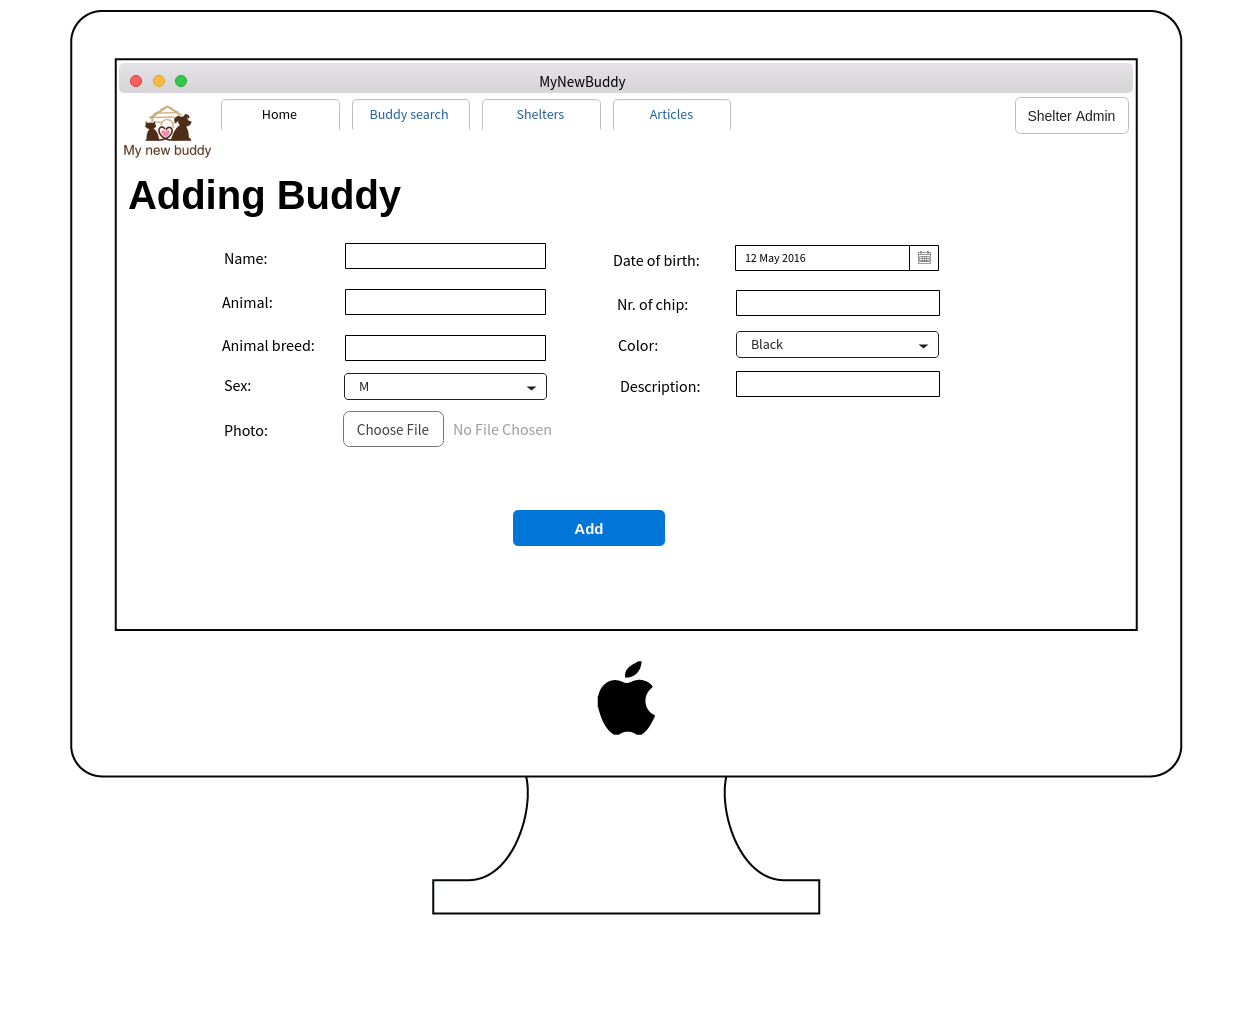 MyNewBuddy
Home
Buddy search
Shelters
Articles
Shelter Admin
My new buddy
Adding Buddy
Name:
Date of birth:
12 May 2016
Animal:
Nr. of chip:
Animal breed:
Color:
Black
Sex:
M
Description:
Photo:
Choose File
No File Chosen
Add